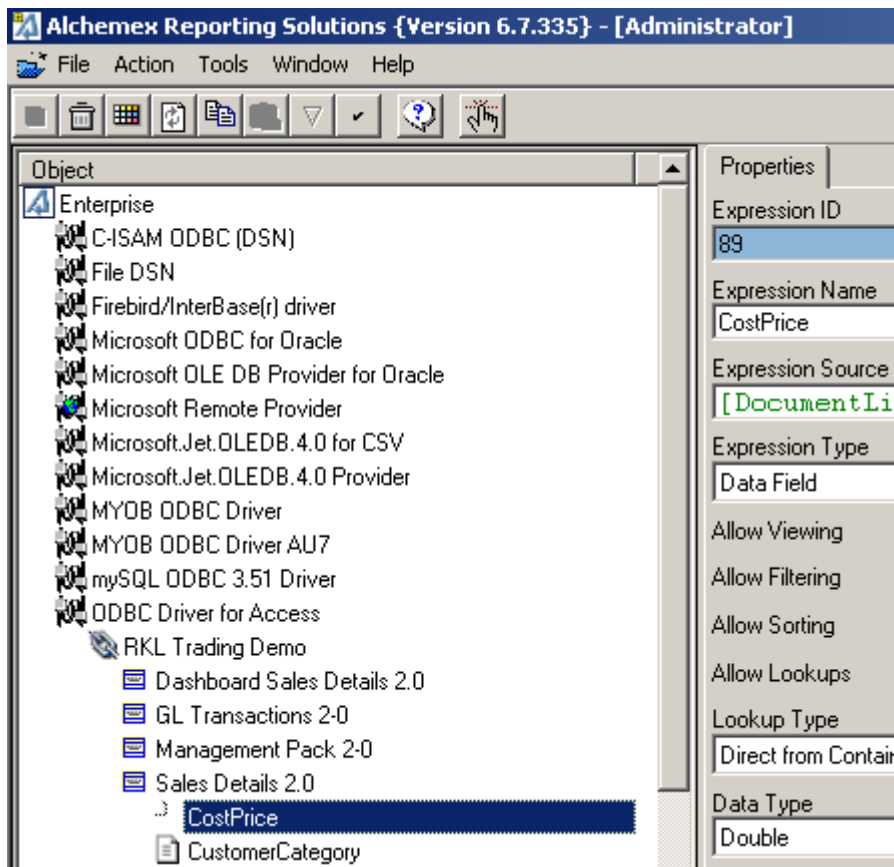 Alchemex Reporting Solutions {Version 6.7.335} - [Administrator]
File Action Tools Window Help
Object
Enterprise
C-ISAM ODBC (DSN)
File DSN
Firebird/InterBase(r) driver
Microsoft ODBC for Oracle
Microsoft OLE DB Provider for Oracle
Microsoft Remote Provider
Microsoft.Jet.OLEDB.4.0 for CSV
Microsoft.Jet.OLEDB.4.0 Provider
MYOB ODBC Driver
MYOB ODBC Driver AU7
mySQL ODBC 3.51 Driver
ODBC Driver for Access
RKL Trading Demo
Dashboard Sales Details 2.0
GL Transactions 2-0
Management Pack 2-0
Sales Details 2.0
CostPrice
CustomerCategory
Properties
Expression ID
89
Expression Name
CostPrice
Expression Source
[DocumentLi
Expression Type
Data Field
Allow Viewing
Allow Filtering
Allow Sorting
Allow Lookups
Lookup Type
Direct from Contain
Data Type
Double